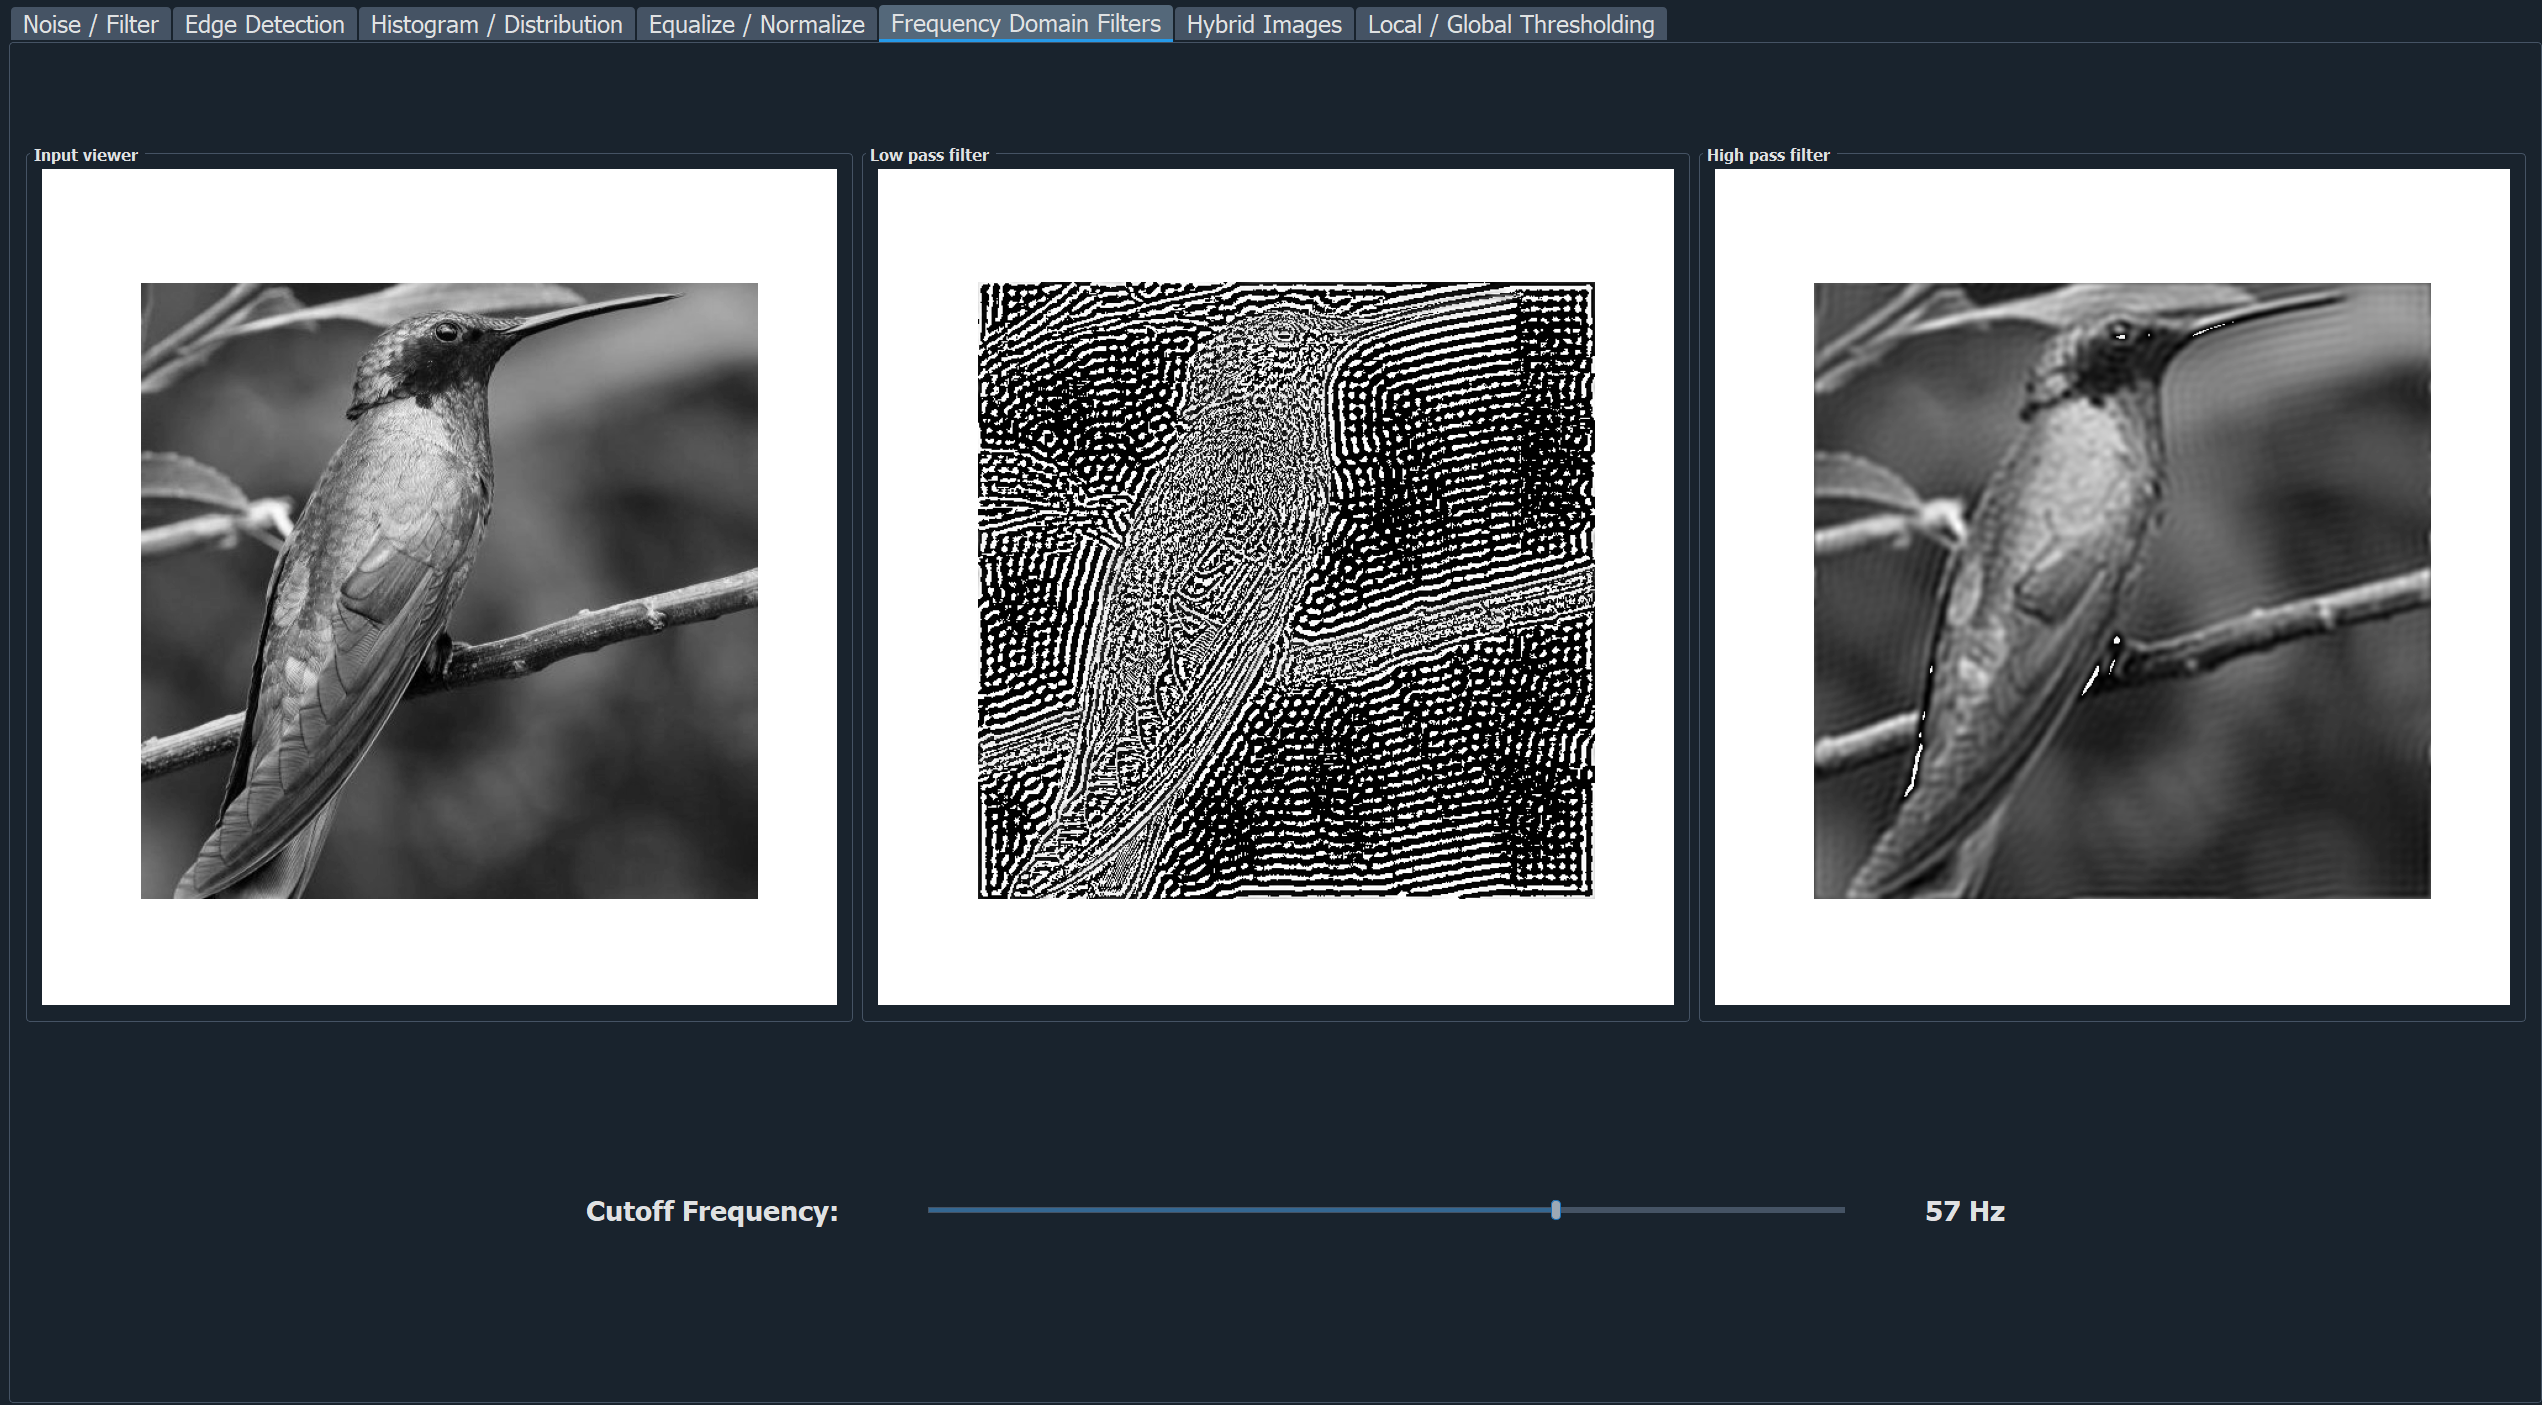 Noise / Filter Edge Detection Histogram / Distribution Equalize / Normalize Frequency Domain Filters Hybrid Images Local / Global Thresholding
Input viewer Low pass filter High pass filter
Cutoff Frequency: 57 Hz